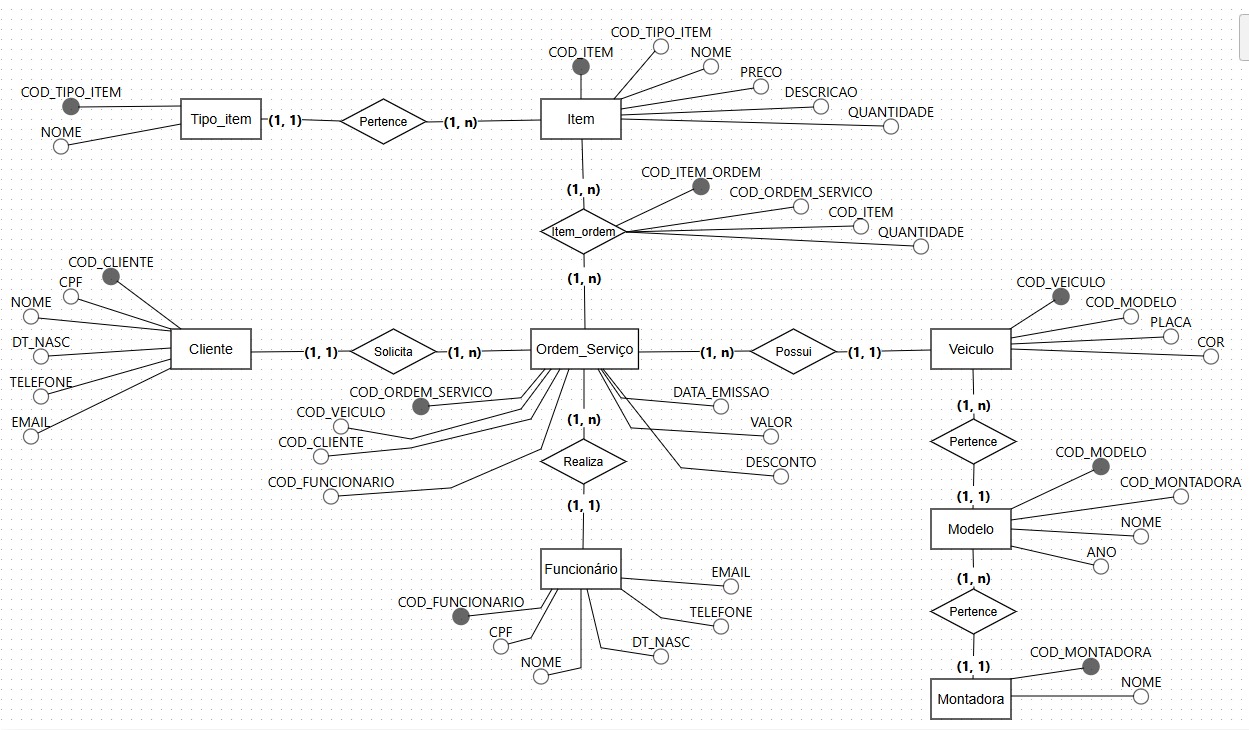 COD_TIPO_ITEM
COD_ITEM
NOME
PRECO
COD_TIPO_ITEM
DESCRICAO
QUANTIDADE
NOME
Tipo_item
(1, 1)
Pertence
(1, n)
Item
(1, n)
COD_ITEM_ORDEM
COD_ORDEM_SERVICO
COD_ITEM
QUANTIDADE
Item_ordem
(1, n)
COD_CLIENTE
CPF
NOME
DT_NASC
TELEFONE
EMAIL
Cliente
(1, 1)
Solicita
(1, n)
Ordem_Serviço
(1, n)
Possui
(1, 1)
Veiculo
COD_VEICULO
COD_MODELO
PLACA
COR
COD_ORDEM_SERVICO
COD_VEICULO
COD_CLIENTE
COD_FUNCIONARIO
DATA_EMISSAO
VALOR
DESCONTO
(1, n)
Realiza
(1, 1)
(1, n)
Pertence
(1, 1)
COD_MODELO
COD_MONTADORA
NOME
ANO
Modelo
(1, n)
Pertence
(1, 1)
COD_MONTADORA
NOME
Montadora
Funcionário
EMAIL
TELEFONE
DT_NASC
COD_FUNCIONARIO
CPF
NOME